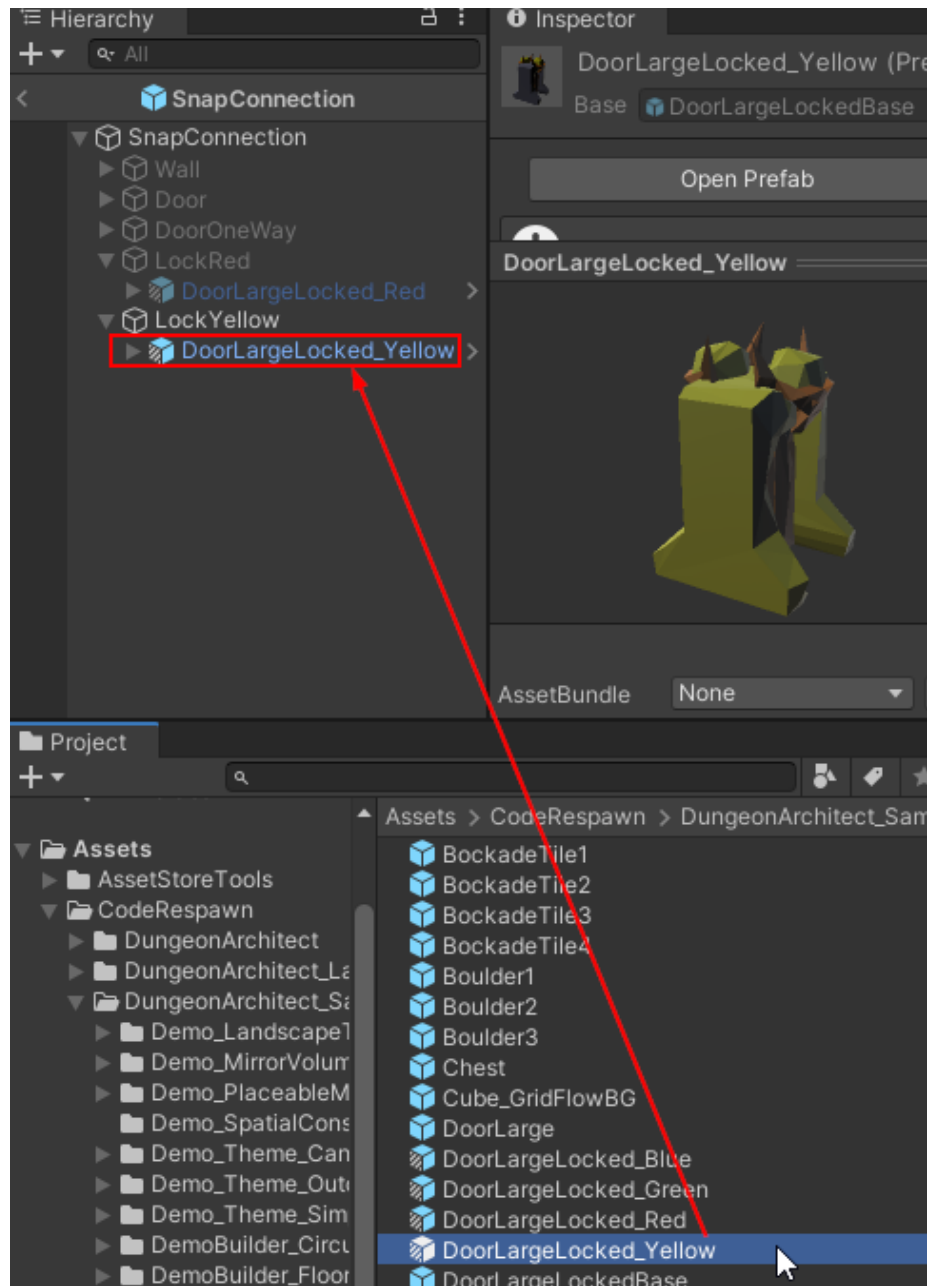 Hierarchy
All
SnapConnection
SnapConnection
Wall
Door
DoorOneWay
LockRed
DoorLargeLocked_Red
LockYellow
DoorLargeLocked_Yellow
Inspector
DoorLargeLocked_Yellow (Pre
Base DoorLargeLockedBase
Open Prefab
DoorLargeLocked_Yellow
AssetBundle None
Project
Assets
AssetStoreTools
CodeRespawn
DungeonArchitect
DungeonArchitect_La
DungeonArchitect_Sa
Demo_LandscapeT
Demo_MirrorVolum
Demo_PlaceableM
Demo_SpatialCons
Demo_Theme_Can
Demo_Theme_Outo
Demo_Theme_Sim
DemoBuilder_Circu
DemoBuilder_Floor
Assets > CodeRespawn > DungeonArchitect_Sam
BockadeTile1
BockadeTile2
BockadeTile3
BockadeTile4
Boulder1
Boulder2
Boulder3
Chest
Cube_GridFlowBG
DoorLarge
DoorLargeLocked_Blue
DoorLargeLocked_Green
DoorLargeLocked_Red
DoorLargeLocked_Yellow
DoorLargeLockedBase